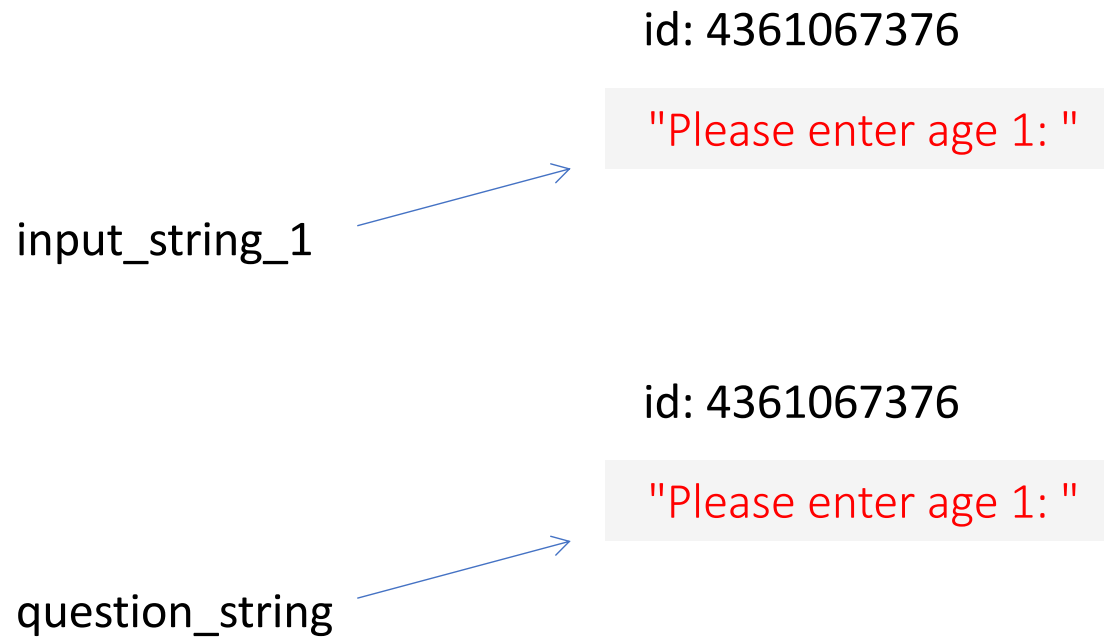 id: 4361067376
"Please enter age 1: "
input_string_1
id: 4361067376
"Please enter age 1: "
question_string